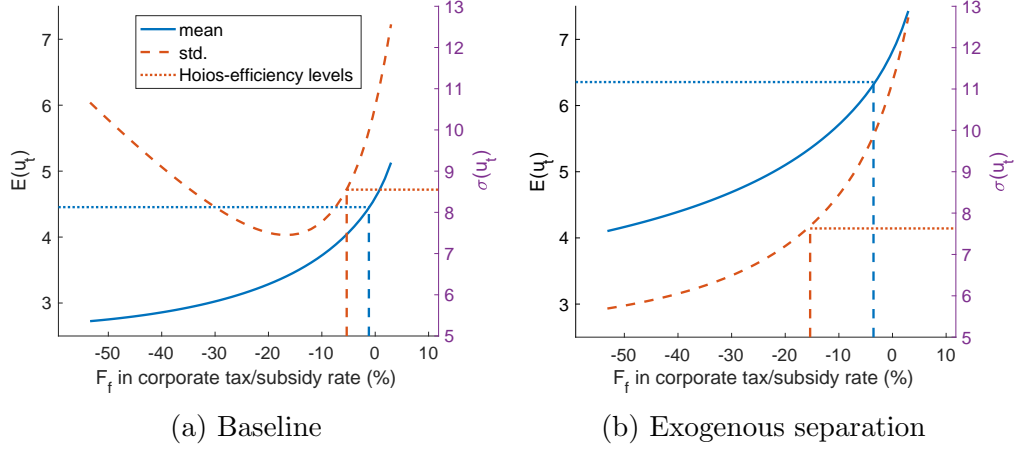 mean
std.
Hoios-efficiency levels
7
6
5
4
3
E(u_t)
13
12
11
10
9
8
7
6
5
σ(u_t)
-50 -40 -30 -20 -10 0 10
F_f in corporate tax/subsidy rate (%)
(a) Baseline
7
6
5
4
3
E(u_t)
13
12
11
10
9
8
7
6
5
σ(u_t)
-50 -40 -30 -20 -10 0 10
F_f in corporate tax/subsidy rate (%)
(b) Exogenous separation